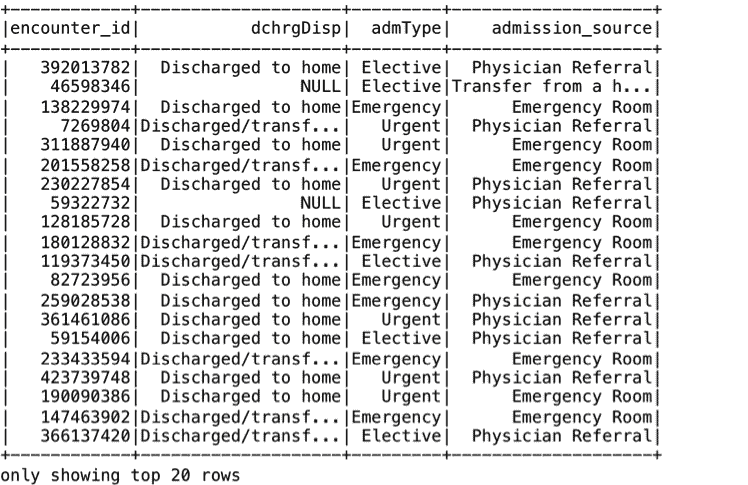 +------------+--------------------+---------+--------------------+
|encounter_id|            dchrgDisp|  admType|    admission_source|
+------------+--------------------+---------+--------------------+
|   392013782|  Discharged to home| Elective|  Physician Referral|
|    46598346|                NULL| Elective|Transfer from a h...|
|   138229974|  Discharged to home|Emergency|      Emergency Room|
|     7269804|Discharged/transf...|   Urgent|  Physician Referral|
|   311887940|  Discharged to home|   Urgent|      Emergency Room|
|   201558258|Discharged/transf...|Emergency|      Emergency Room|
|   230227854|  Discharged to home|   Urgent|  Physician Referral|
|    59322732|                NULL| Elective|  Physician Referral|
|   128185728|  Discharged to home|   Urgent|      Emergency Room|
|   180128832|Discharged/transf...|Emergency|      Emergency Room|
|   119373450|Discharged/transf...| Elective|  Physician Referral|
|    82723956|  Discharged to home|Emergency|      Emergency Room|
|   259028538|  Discharged to home|Emergency|  Physician Referral|
|   361461086|  Discharged to home|   Urgent|  Physician Referral|
|    59154006|  Discharged to home| Elective|  Physician Referral|
|   233433594|Discharged/transf...|Emergency|      Emergency Room|
|   423739748|  Discharged to home|   Urgent|  Physician Referral|
|   190090386|  Discharged to home|   Urgent|      Emergency Room|
|   147463902|Discharged/transf...|Emergency|      Emergency Room|
|   366137420|Discharged/transf...| Elective|  Physician Referral|
+------------+--------------------+---------+--------------------+
only showing top 20 rows